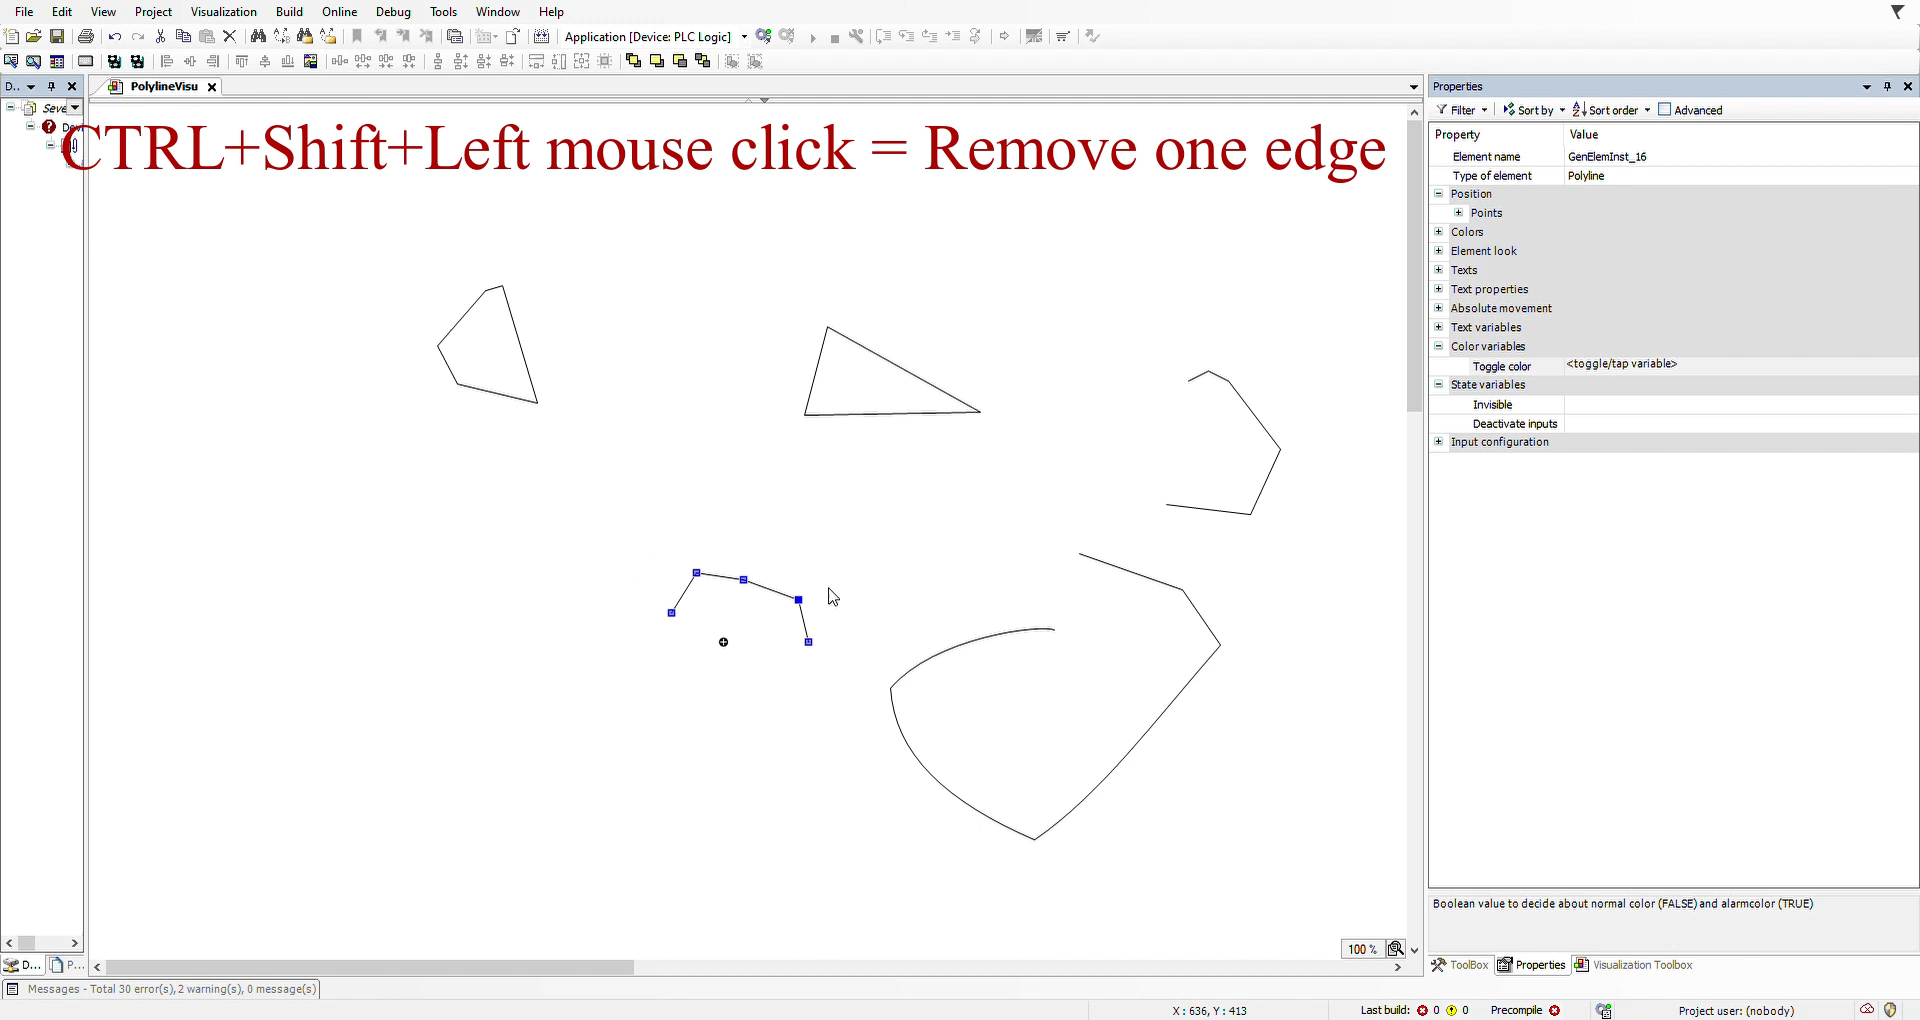 File Edit View Project Visualization Build Online Debug Tools Window Help
Application [Device: PLC Logic]
D..
PolylineVisu
Properties
Seve
Filter Sort by Sort order Advanced
CTRL+Shift+Left mouse click = Remove one edge
Property Value
Element name GenElemInst_16
Type of element Polyline
Position
Points
Colors
Element look
Texts
Text properties
Absolute movement
Text variables
Color variables
Toggle color <toggle/tap variable>
State variables
Invisible
Deactivate inputs
Input configuration
Boolean value to decide about normal color (FALSE) and alarmcolor (TRUE)
100 %
D... P...
ToolBox Properties Visualization Toolbox
Messages - Total 30 error(s), 2 warning(s), 0 message(s)
X : 636, Y : 413 Last build: 0 0 Precompile Project user: (nobody)